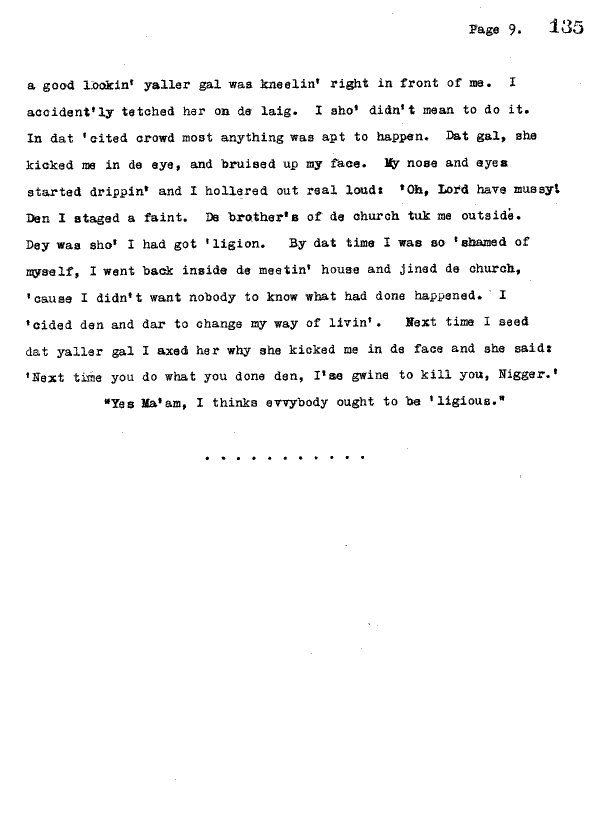 Page 9. 135
a good lookin' yaller gal was kneelin' right in front of me. I
accident'ly tetched her on de laig. I sho' didn't mean to do it.
In dat 'cited crowd most anything was apt to happen. Dat gal, she
kicked me in de eye, and bruised up my face. My nose and eyes
started drippin' and I hollered out real loud: 'Oh, Lord have mussy!
Den I staged a faint. De brother's of de church tuk me outside.
Dey was sho' I had got 'ligion. By dat time I was so 'shamed of
myself, I went back inside de meetin' house and jined de church,
'cause I didn't want nobody to know what had done happened. I
'cided den and dar to change my way of livin'. Next time I seed
dat yaller gal I axed her why she kicked me in de face and she said:
'Next time you do what you done den, I'se gwine to kill you, Nigger.'
"Yes Ma'am, I thinks evvybody ought to be 'ligious."
. . . . . . . . . . .